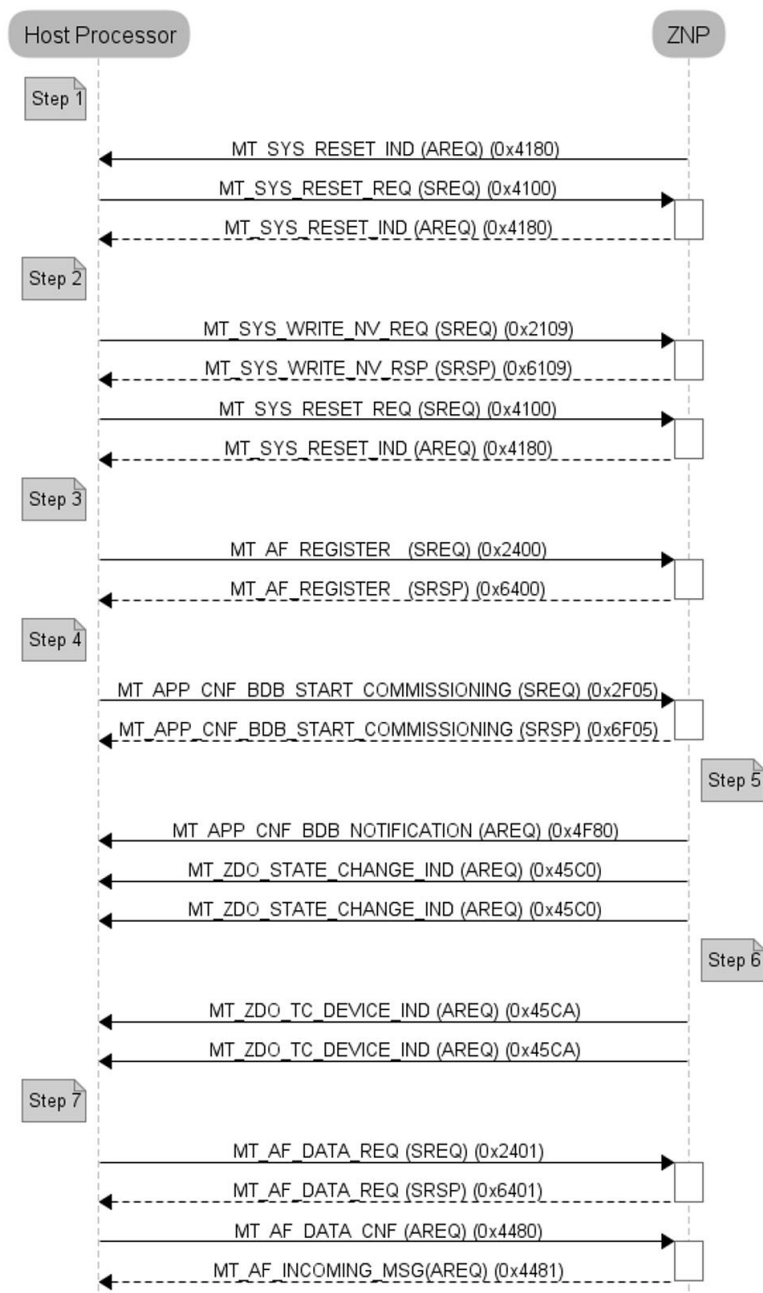 Host Processor
ZNP
Step 1
MT_SYS_RESET_IND (AREQ) (0x4180)
MT_SYS_RESET_REQ (SREQ) (0x4100)
MT_SYS_RESET_IND (AREQ) (0x4180)
Step 2
MT_SYS_WRITE_NV_REQ (SREQ) (0x2109)
MT_SYS_WRITE_NV_RSP (SRSP) (0x6109)
MT_SYS_RESET_REQ (SREQ) (0x4100)
MT_SYS_RESET_IND (AREQ) (0x4180)
Step 3
MT_AF_REGISTER (SREQ) (0x2400)
MT_AF_REGISTER (SRSP) (0x6400)
Step 4
MT_APP_CNF_BDB_START_COMMISSIONING (SREQ) (0x2F05)
MT_APP_CNF_BDB_START_COMMISSIONING (SRSP) (0x6F05)
Step 5
MT_APP_CNF_BDB_NOTIFICATION (AREQ) (0x4F80)
MT_ZDO_STATE_CHANGE_IND (AREQ) (0x45C0)
MT_ZDO_STATE_CHANGE_IND (AREQ) (0x45C0)
Step 6
MT_ZDO_TC_DEVICE_IND (AREQ) (0x45CA)
MT_ZDO_TC_DEVICE_IND (AREQ) (0x45CA)
Step 7
MT_AF_DATA_REQ (SREQ) (0x2401)
MT_AF_DATA_REQ (SRSP) (0x6401)
MT_AF_DATA_CNF (AREQ) (0x4480)
MT_AF_INCOMING_MSG(AREQ) (0x4481)